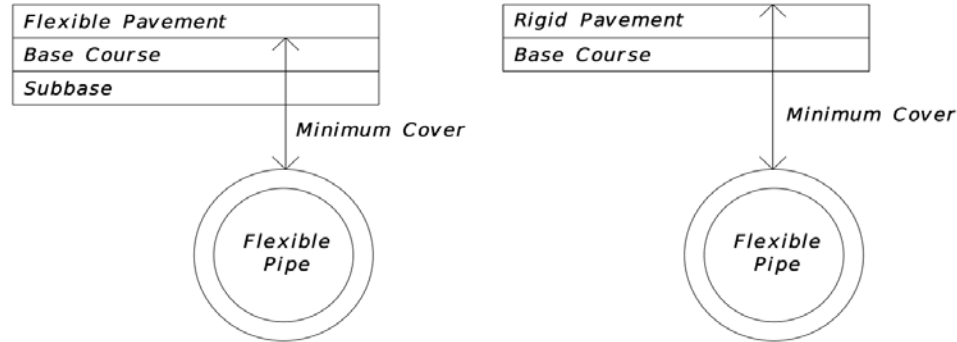 Flexible Pavement
Base Course
Subbase
Minimum Cover
Flexible
Pipe
Rigid Pavement
Base Course
Minimum Cover
Flexible
Pipe